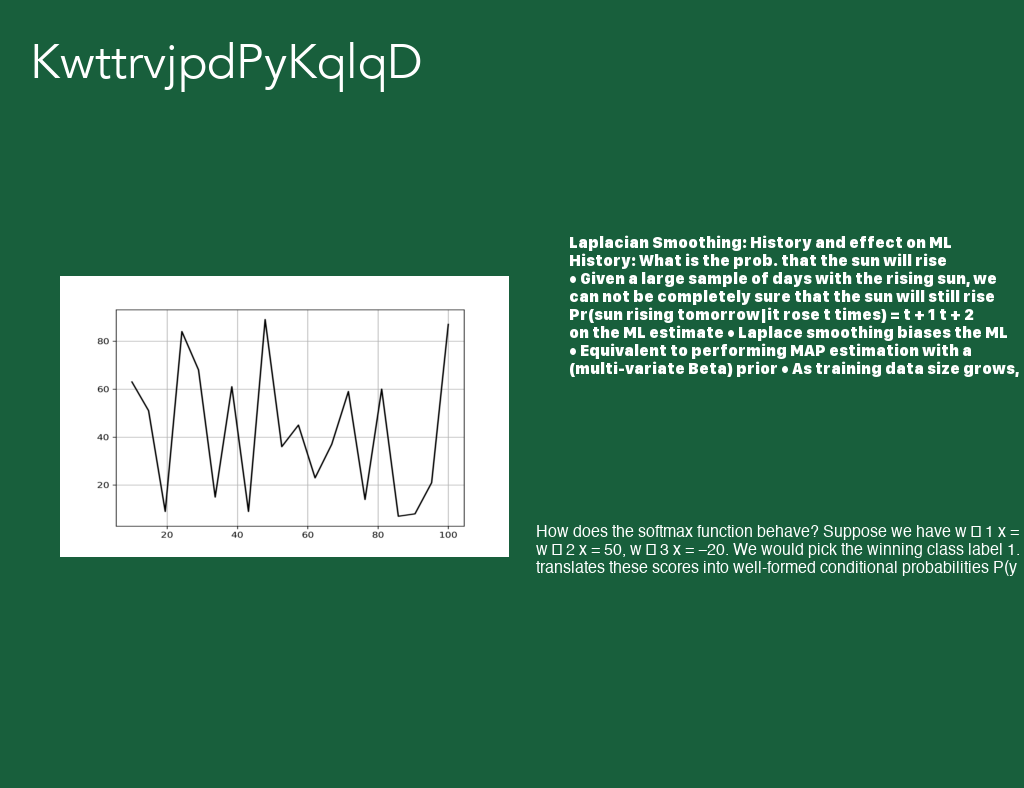 KwttrvjpdPyKqlqD
Laplacian Smoothing: History and effect on ML
History: What is the prob. that the sun will rise
• Given a large sample of days with the rising sun, we
can not be completely sure that the sun will still rise
Pr(sun rising tomorrow|it rose t times) = t + 1 t + 2
on the ML estimate • Laplace smoothing biases the ML
• Equivalent to performing MAP estimation with a
(multi-variate Beta) prior • As training data size grows,
80
60
40
20
20 40 60 80 100
How does the softmax function behave? Suppose we have w □ 1 x =
w □ 2 x = 50, w □ 3 x = –20. We would pick the winning class label 1.
translates these scores into well-formed conditional probabilities P(y